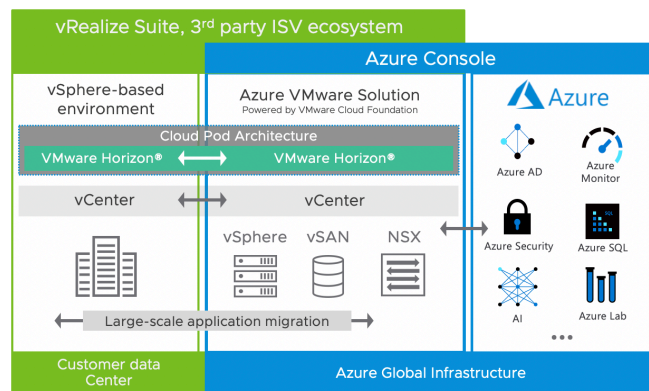 vRealize Suite, 3rd party ISV ecosystem
Azure Console
vSphere-based
environment
Azure VMware Solution
Powered by VMware Cloud Foundation
Azure
Cloud Pod Architecture
VMware Horizon®
VMware Horizon®
vCenter
vCenter
vSphere
vSAN
NSX
Azure AD
Azure
Monitor
Azure Security
SQL
Azure SQL
AI
Azure Lab
Large-scale application migration
Customer data
Center
Azure Global Infrastructure